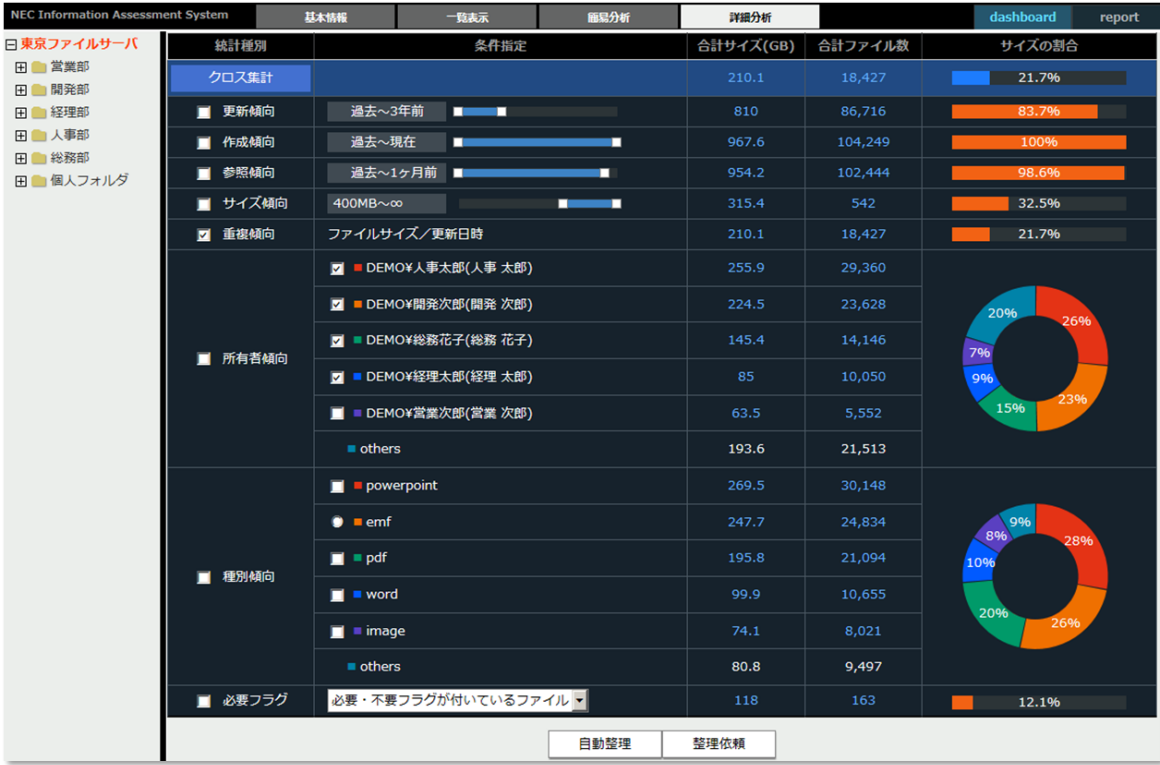 NEC Information Assessment System 基本情報 一覧表示 簡易分析 詳細分析 dashboard report
東京ファイルサーバ
営業部
開発部
経理部
人事部
総務部
個人フォルダ
統計種別 条件指定 合計サイズ(GB) 合計ファイル数 サイズの割合
クロス集計 210.1 18,427 21.7%
更新傾向 過去～3年前 810 86,716 83.7%
作成傾向 過去～現在 967.6 104,249 100%
参照傾向 過去～1ヶ月前 954.2 102,444 98.6%
サイズ傾向 400MB～∞ 315.4 542 32.5%
重複傾向 ファイルサイズ／更新日時 210.1 18,427 21.7%
所有者傾向
DEMO¥人事太郎(人事 太郎) 255.9 29,360
DEMO¥開発次郎(開発 次郎) 224.5 23,628
DEMO¥総務花子(総務 花子) 145.4 14,146
DEMO¥経理太郎(経理 太郎) 85 10,050
DEMO¥営業次郎(営業 次郎) 63.5 5,552
others 193.6 21,513
26%
23%
15%
9%
7%
20%
種別傾向
powerpoint 269.5 30,148
emf 247.7 24,834
pdf 195.8 21,094
word 99.9 10,655
image 74.1 8,021
others 80.8 9,497
28%
26%
20%
10%
8%
9%
必要フラグ 必要・不要フラグが付いているファイル 118 163 12.1%
自動整理 整理依頼